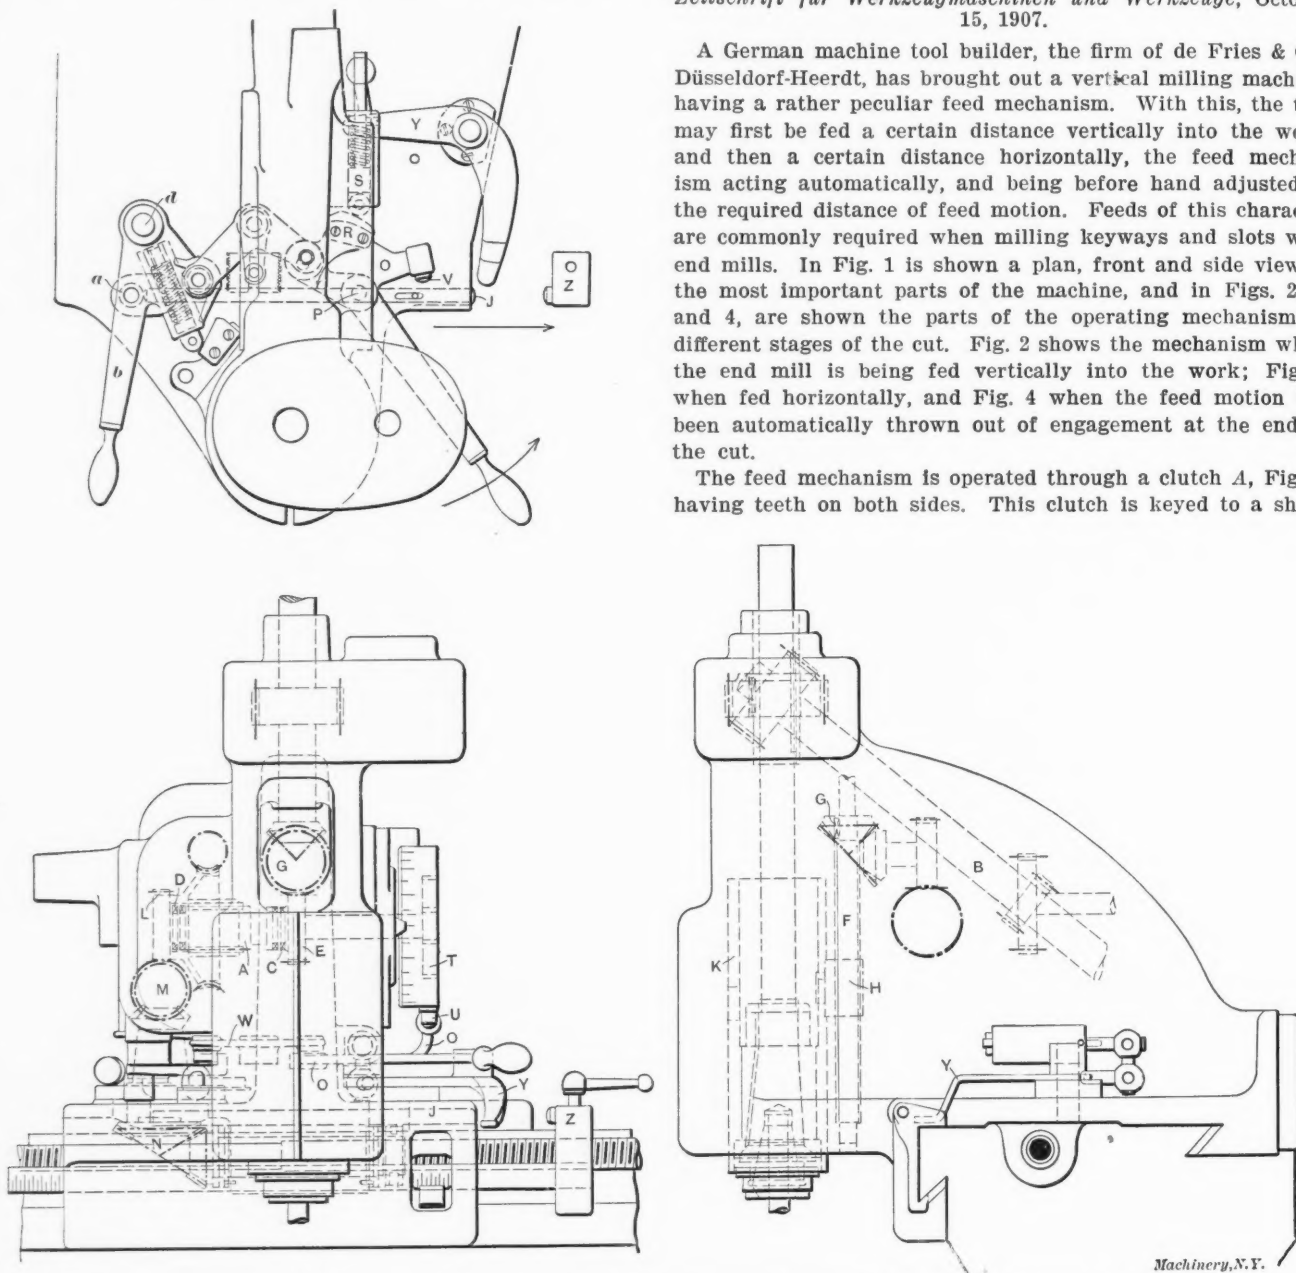 Zeitschrift für Werkzeugmaschinen und Werkzeuge,
15, 1907.
A German machine tool builder, the firm of de Fries &
Düsseldorf-Heerdt, has brought out a vertical milling
having a rather peculiar feed mechanism. With this, the
may first be fed a certain distance vertically into the
and then a certain distance horizontally, the feed
ism acting automatically, and being before hand adjusted
the required distance of feed motion. Feeds of this
are commonly required when milling keyways and slots
end mills. In Fig. 1 is shown a plan, front and side
the most important parts of the machine, and in Figs. 2
and 4, are shown the parts of the operating mechanism
different stages of the cut. Fig. 2 shows the mechanism
the end mill is being fed vertically into the work;
when fed horizontally, and Fig. 4 when the feed motion
been automatically thrown out of engagement at the end
the cut.
The feed mechanism is operated through a clutch A,
having teeth on both sides. This clutch is keyed to a
Y
O
S
d
R
O
V
O
Z
a
P
J
b
G
D
L
A
C
E
T
M
U
W
O
O
Y
J
Z
N
G
B
F
K
H
Y
Machinery, N.Y.